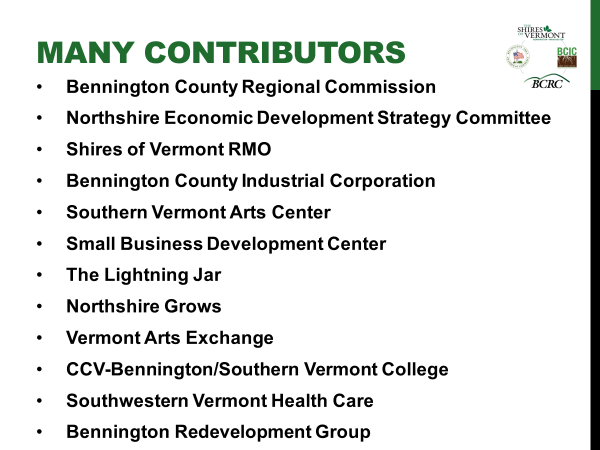 MANY CONTRIBUTORS
SHIRES
VERMONT
BCIC
BCRC
• Bennington County Regional Commission
• Northshire Economic Development Strategy Committee
• Shires of Vermont RMO
• Bennington County Industrial Corporation
• Southern Vermont Arts Center
• Small Business Development Center
• The Lightning Jar
• Northshire Grows
• Vermont Arts Exchange
• CCV-Bennington/Southern Vermont College
• Southwestern Vermont Health Care
• Bennington Redevelopment Group